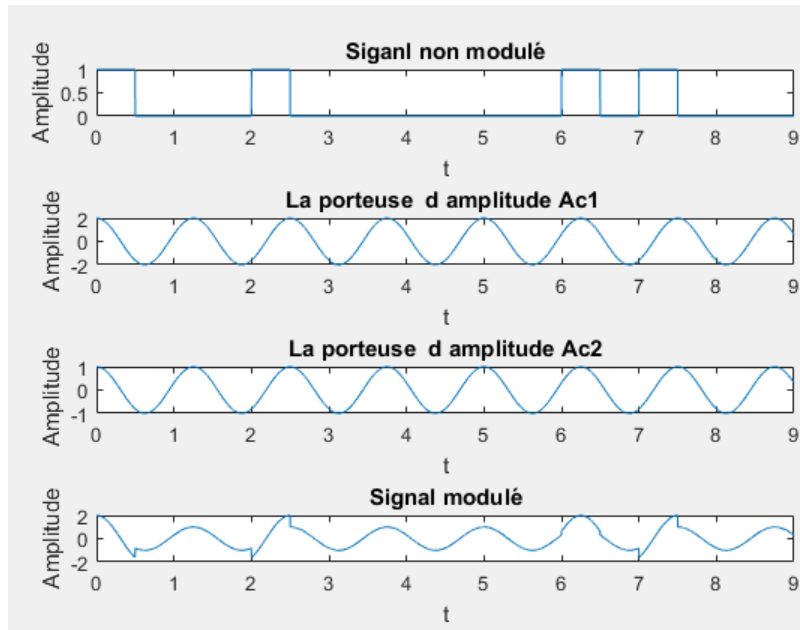 Siganl non modulé
Amplitude
1
0.5
0
0 1 2 3 4 5 6 7 8 9
t
La porteuse d amplitude Ac1
Amplitude
2
0
-2
0 1 2 3 4 5 6 7 8 9
t
La porteuse d amplitude Ac2
Amplitude
1
0
-1
0 1 2 3 4 5 6 7 8 9
t
Signal modulé
Amplitude
2
0
-2
0 1 2 3 4 5 6 7 8 9
t